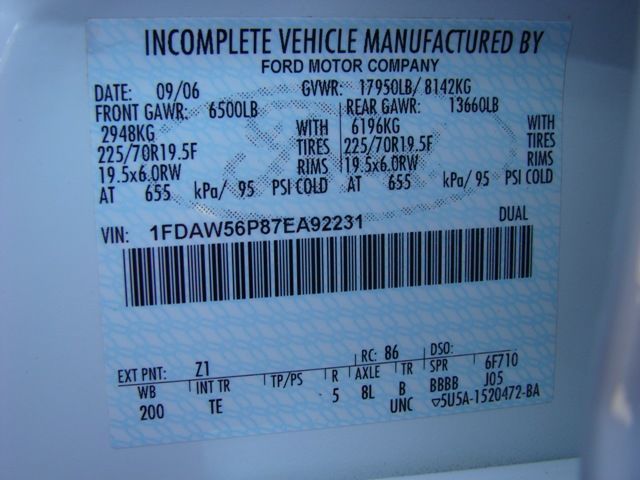 INCOMPLETE VEHICLE MANUFACTURED BY
FORD MOTOR COMPANY
DATE: 09/06 GVWR: 17950LB/ 8142KG
FRONT GAWR: 6500LB REAR GAWR: 13660LB
2948KG WITH 6196KG WITH
225/70R19.5F TIRES 225/70R19.5F TIRES
19.5x6.0RW RIMS 19.5x6.0RW RIMS
AT 655 kPa/ 95 PSI COLD AT 655 kPa/ 95 PSI COLD
VIN: 1FDAW56P87EA92231 DUAL
EXT PNT: Z1 RC: 86 DSO:
WB INT TR TP/PS R AXLE TR SPR 6F710
200 TE 5 8L B BBBB J05
UNC ▽5U5A-1520472-BA